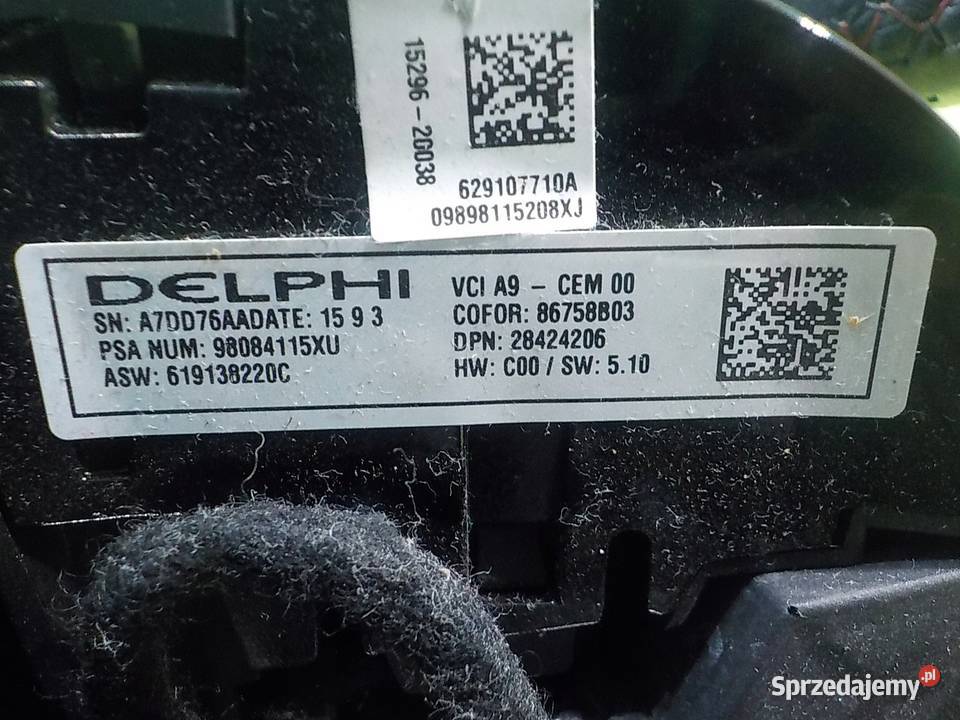 15296-20038
629107710A
09898115208XJ
DELPHI
SN: A7DD76AADATE: 15 9 3
PSA NUM: 98084115XU
ASW: 619138220C
VCI A9 - CEM 00
COFOR: 86758B03
DPN: 28424206
HW: C00 / SW: 5.10
Sprzedajemy.pl